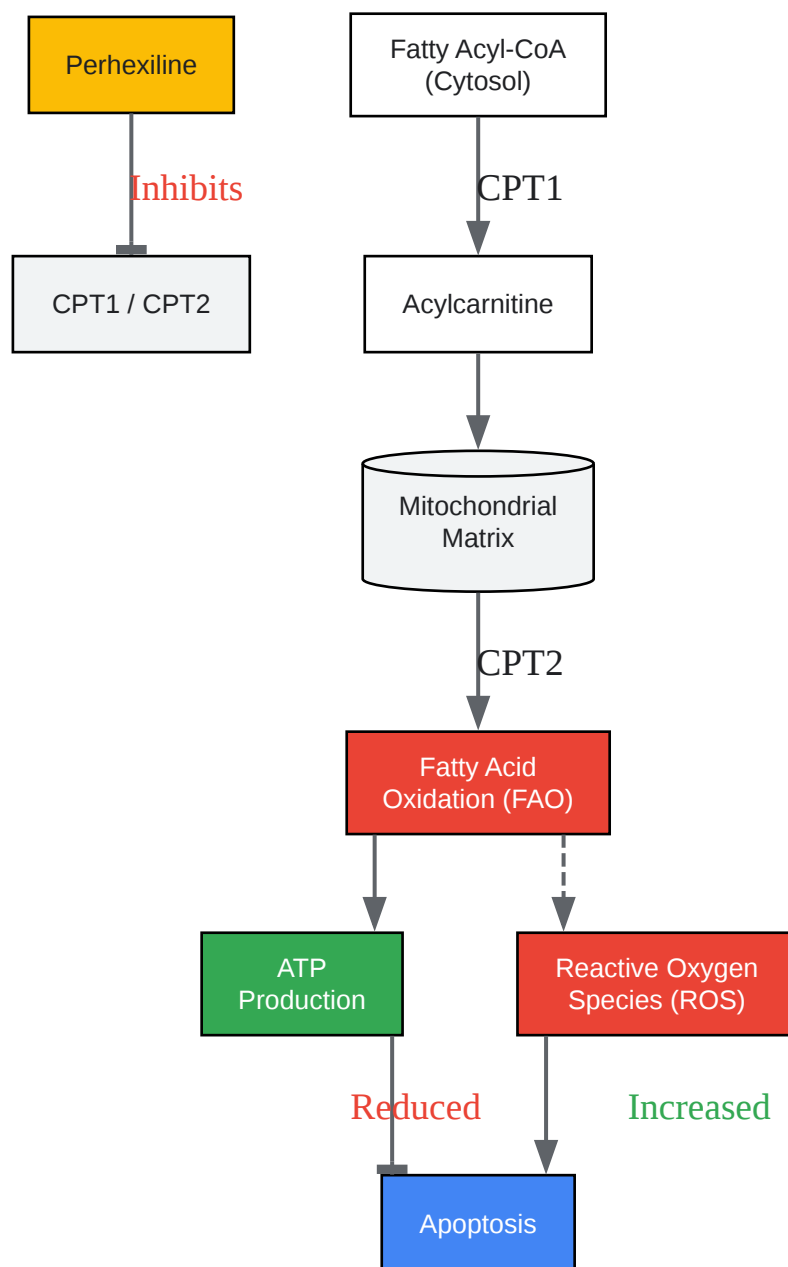 Perhexiline
Fatty Acyl-CoA
(Cytosol)
Inhibits
CPT1
CPT1 / CPT2
Acylcarnitine
Mitochondrial
Matrix
CPT2
Fatty Acid
Oxidation (FAO)
ATP
Production
Reactive Oxygen
Species (ROS)
Reduced
Increased
Apoptosis